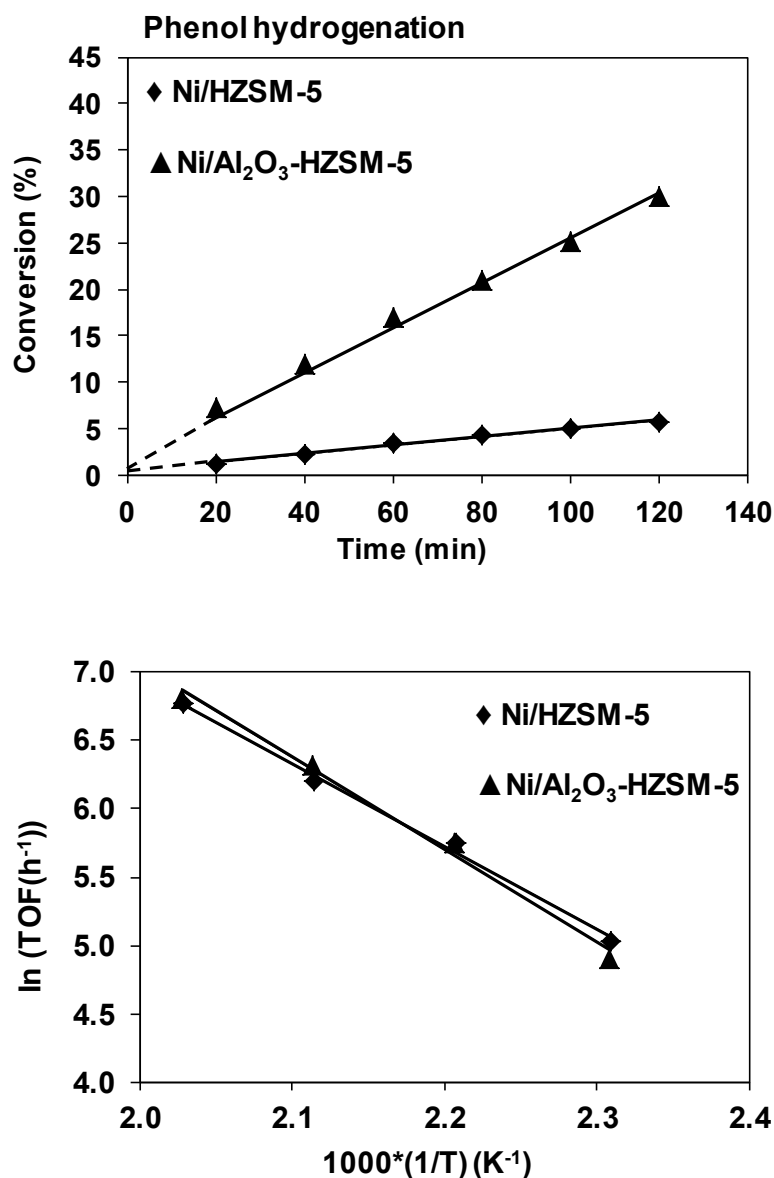 Phenol hydrogenation
45
40
35
30
25
20
15
10
5
0
Ni/HZSM-5
Ni/Al₂O₃-HZSM-5
Conversion (%)
0 20 40 60 80 100 120 140
Time (min)
7.0
6.5
6.0
5.5
5.0
4.5
4.0
Ni/HZSM-5
Ni/Al₂O₃-HZSM-5
ln (TOF(h⁻¹))
2.0 2.1 2.2 2.3 2.4
1000*(1/T) (K⁻¹)